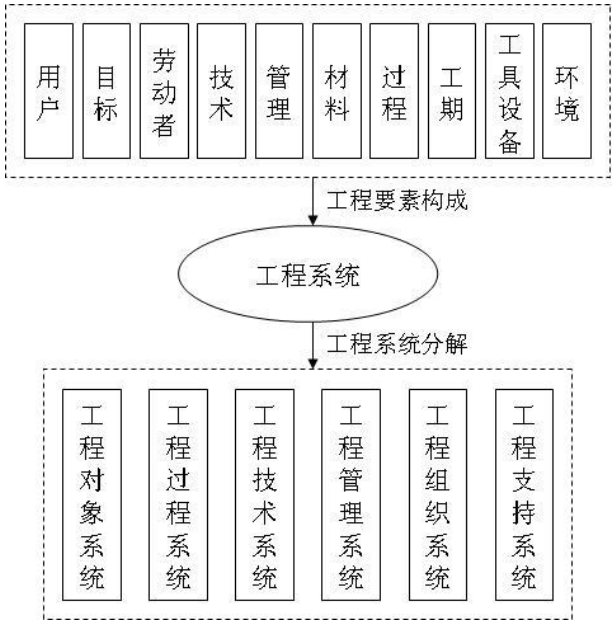 用户
目标
劳动者
技术
管理
材料
过程
工期
工具设备
环境
工程要素构成
工程系统
工程系统分解
工程对象系统
工程过程系统
工程技术系统
工程管理系统
工程组织系统
工程支持系统